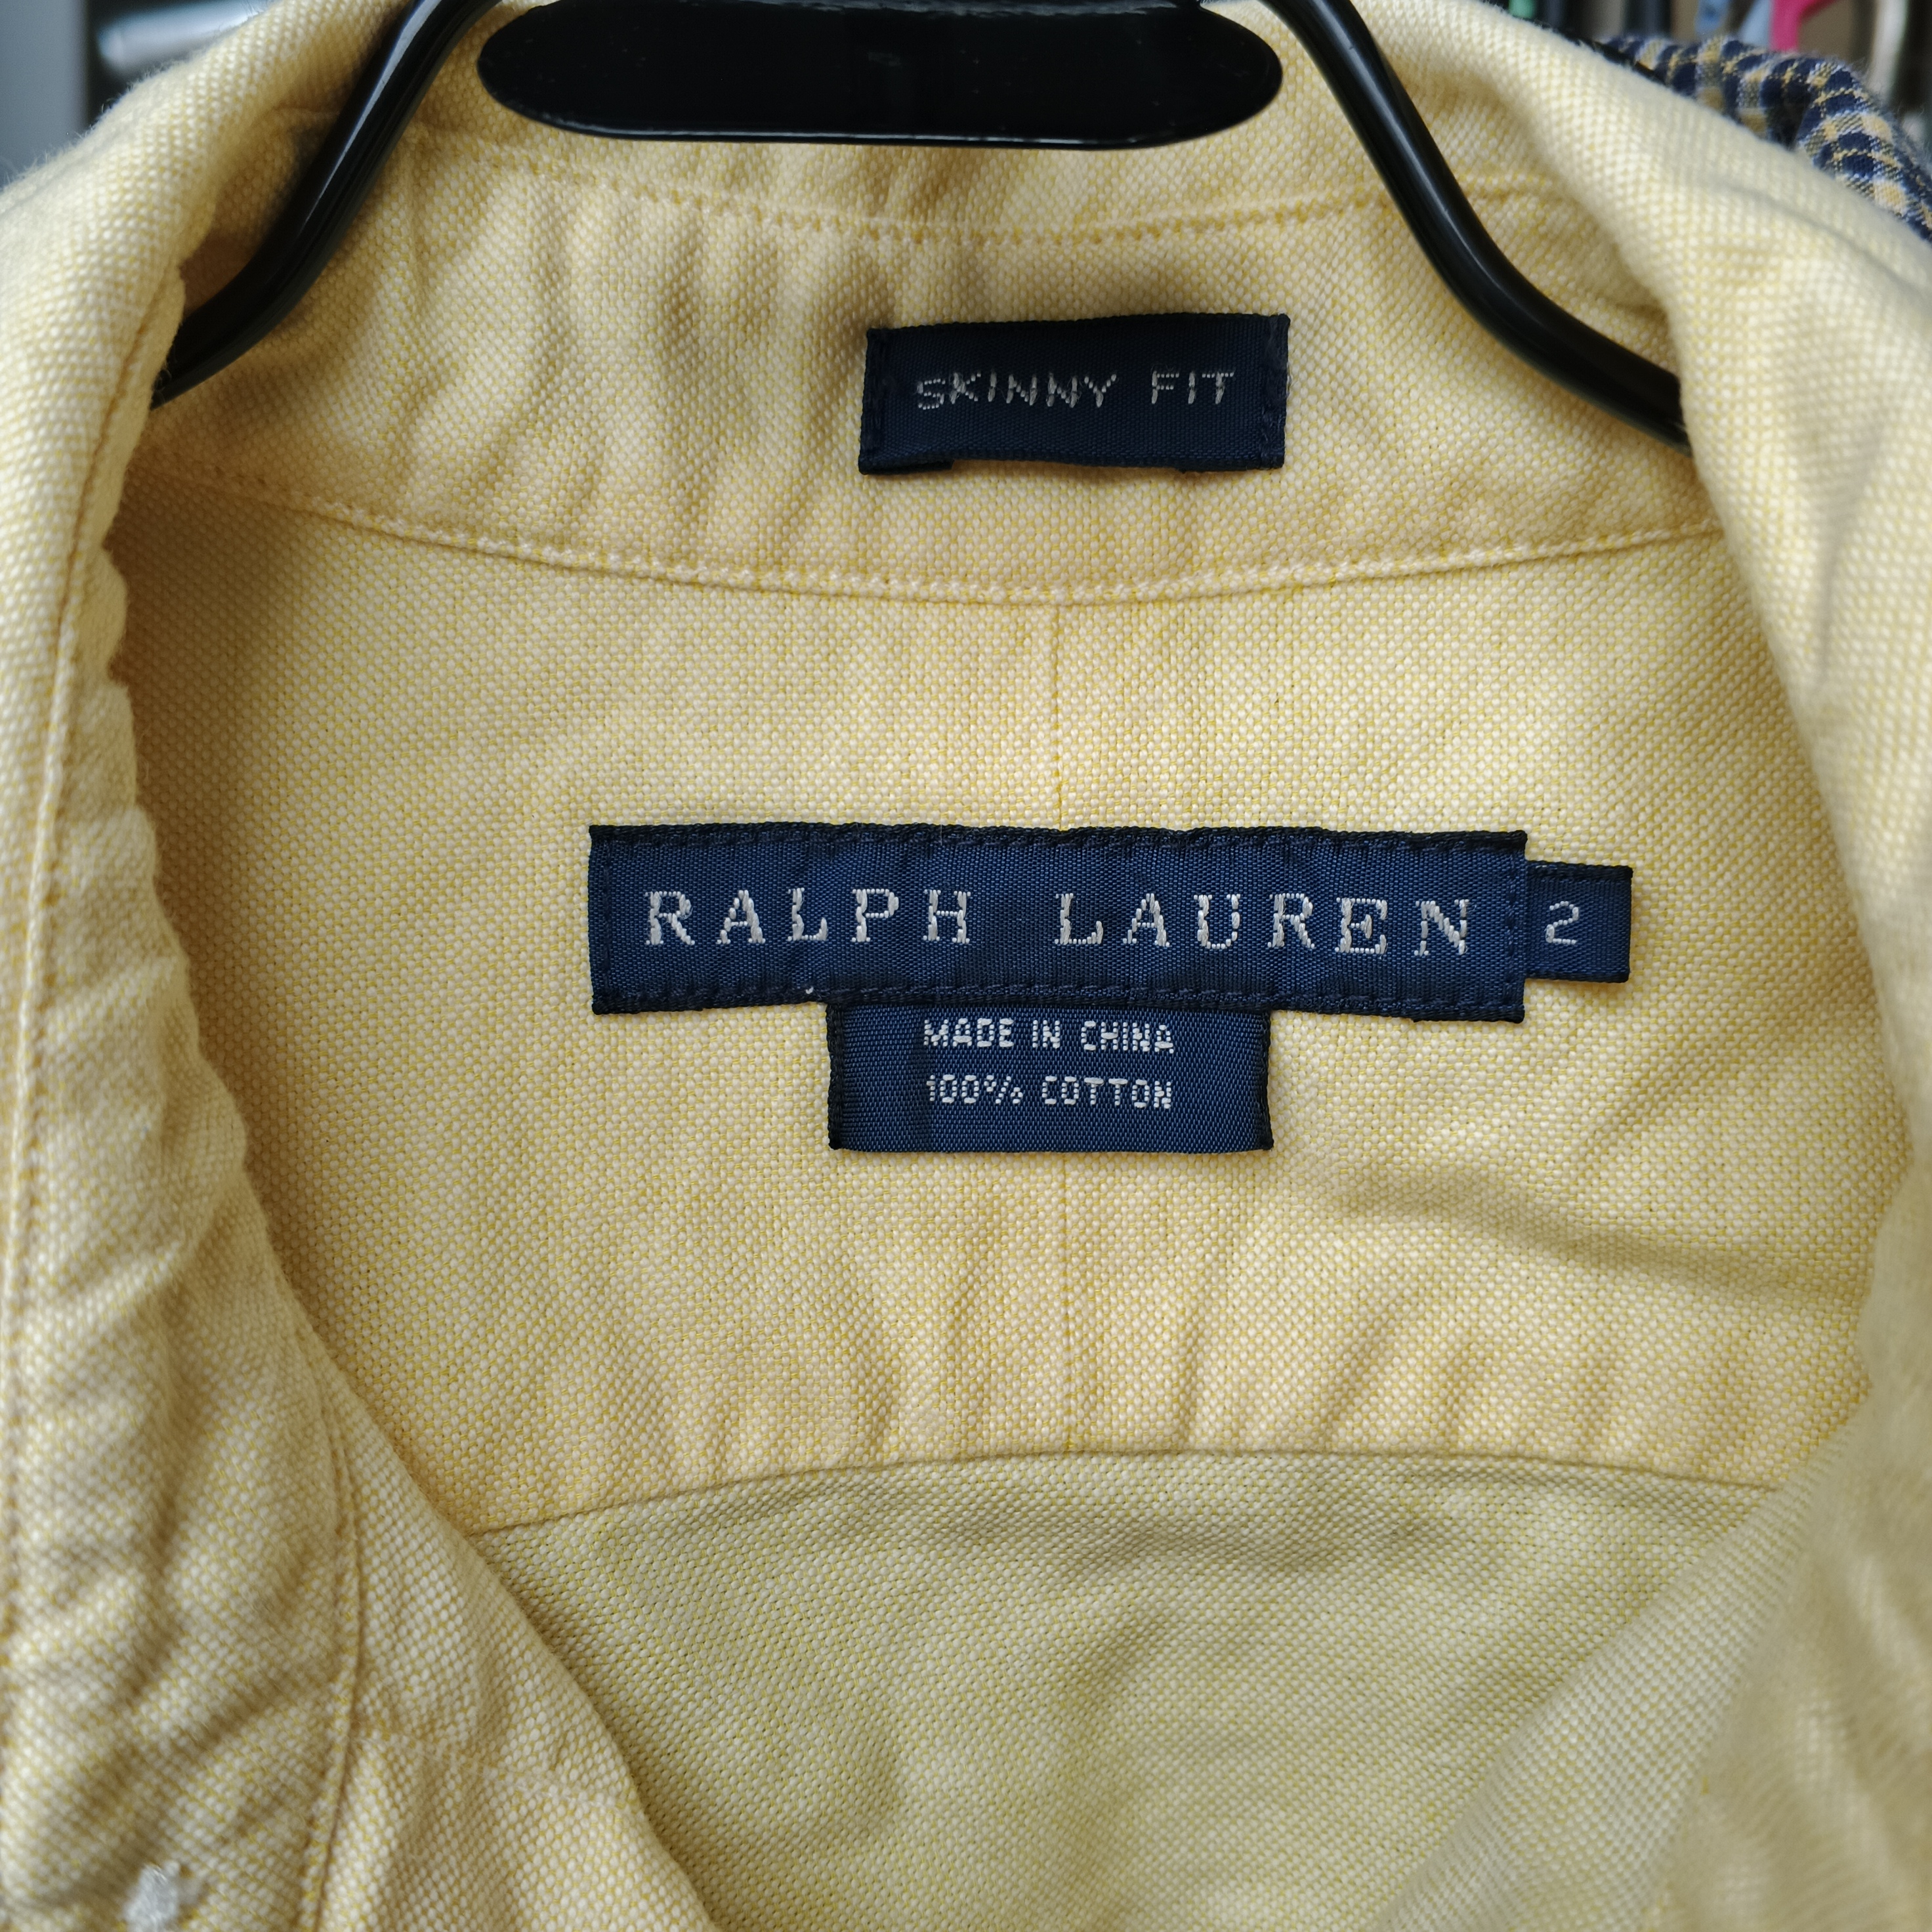 SKINNY FIT
RALPH LAUREN 2
MADE IN CHINA
100% COTTON